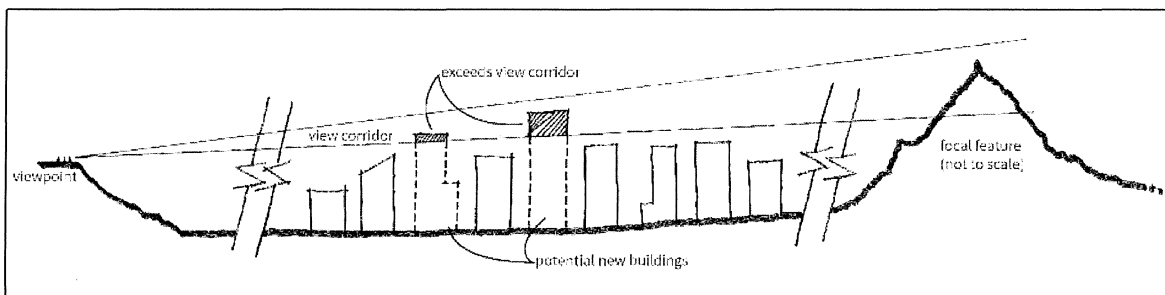 exceeds view corridor
view corridor
viewpoint
focal feature
(not to scale)
potential new buildings